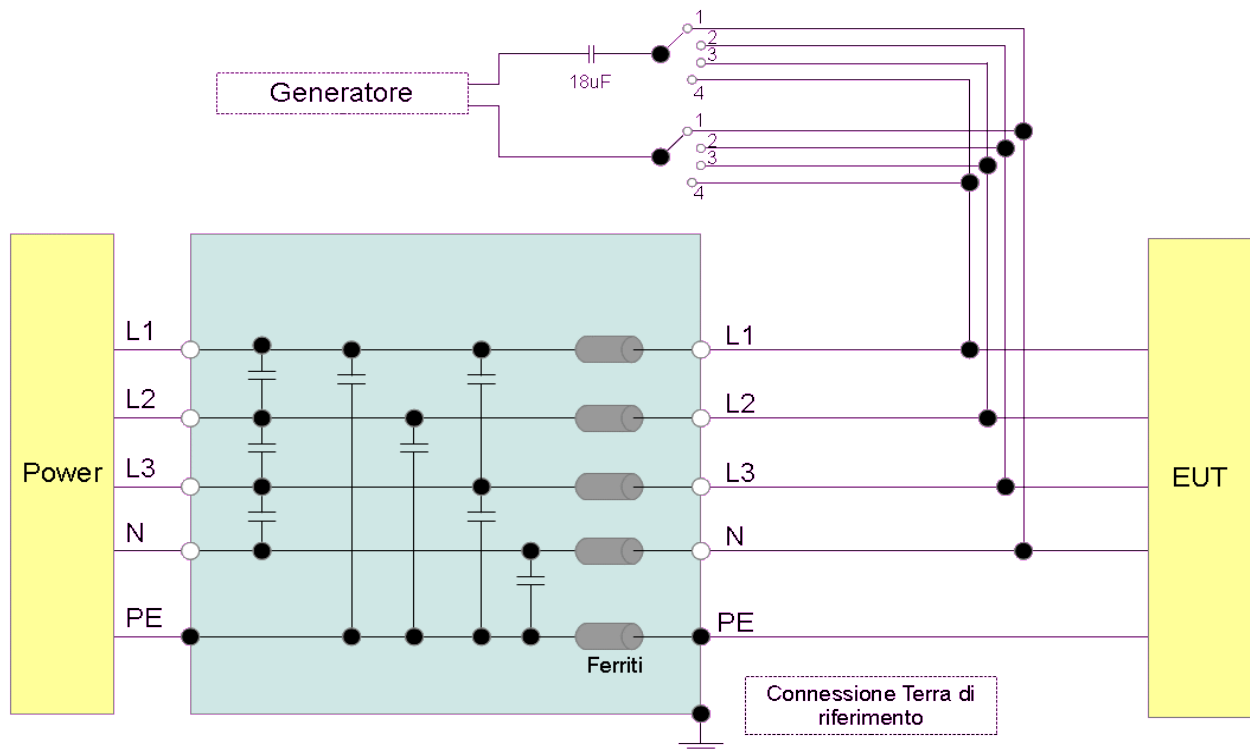 1
2
3
18uF
Generatore
4
1
2
3
4
L1
L1
L2
L2
Power
L3
L3
EUT
N
N
PE
PE
Ferriti
Connessione Terra di
riferimento